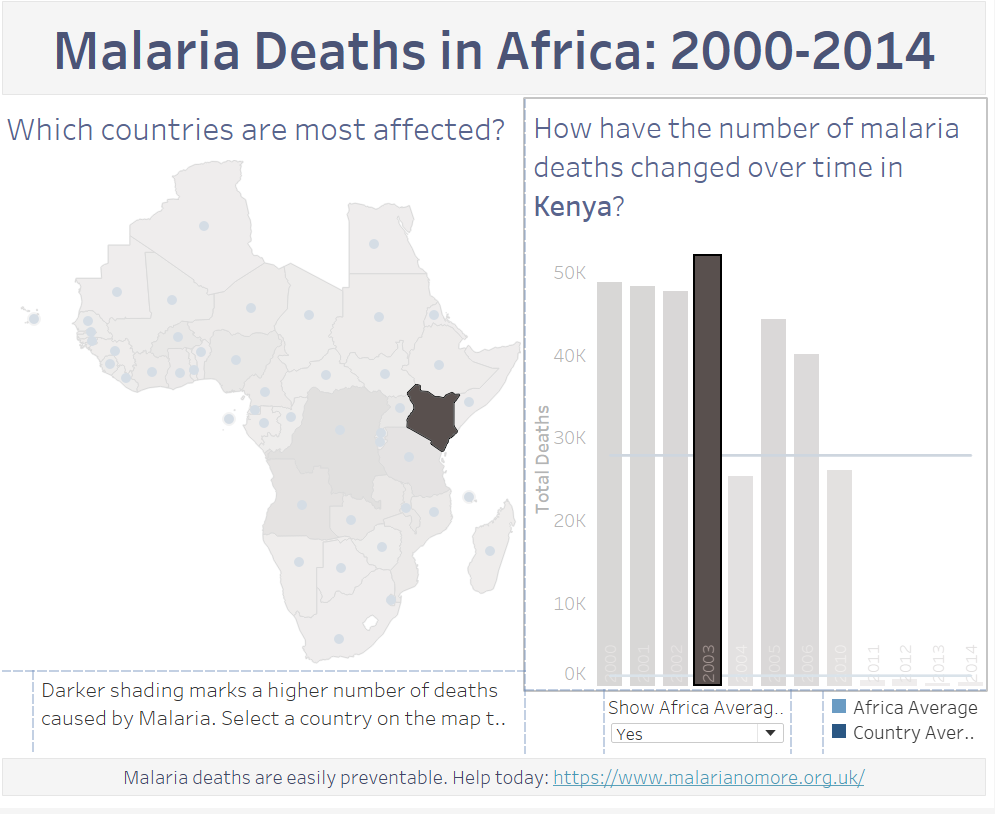 Malaria Deaths in Africa: 2000-2014
Which countries are most affected?
How have the number of malaria
deaths changed over time in
Kenya?
Total Deaths
50K
40K
30K
20K
10K
0K
2000
2001
2002
2003
2004
2005
2006
2010
2011
2012
2013
2014
Darker shading marks a higher number of deaths
caused by Malaria. Select a country on the map t..
Show Africa Averag..
Yes
Africa Average
Country Aver..
Malaria deaths are easily preventable. Help today: https://www.malarianomore.org.uk/